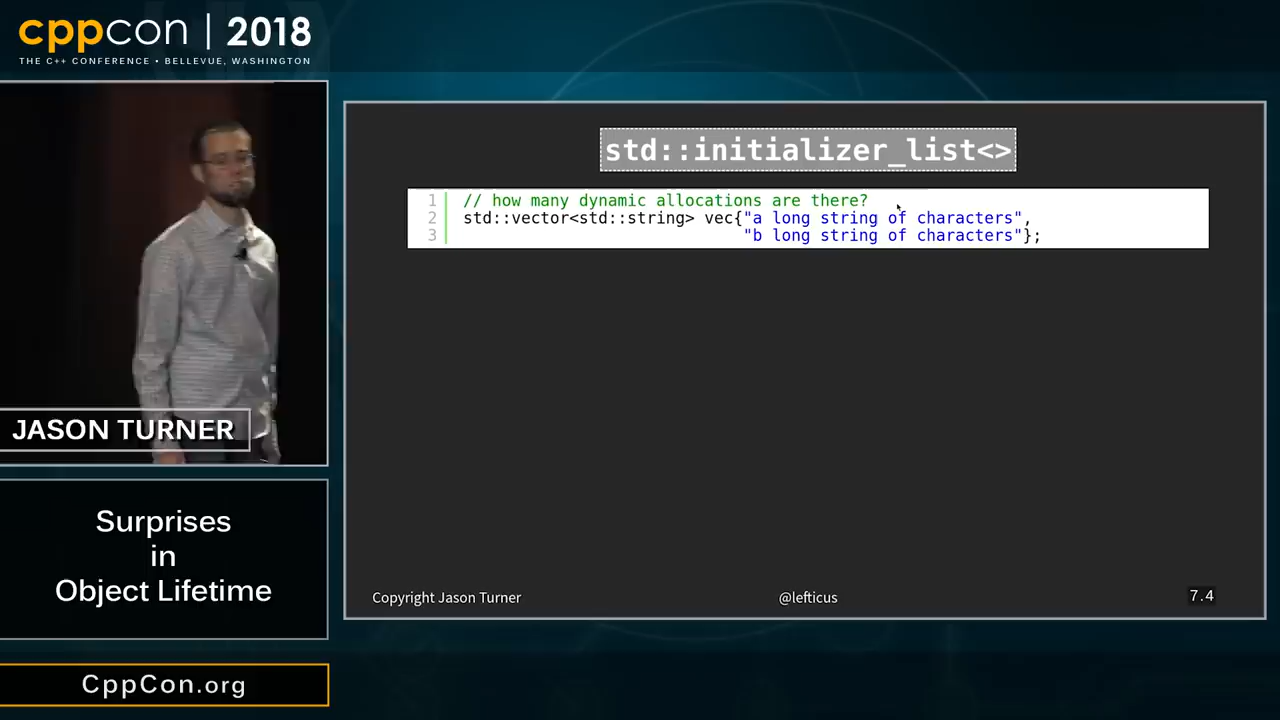 cppcon | 2018
THE C++ CONFERENCE • BELLEVUE, WASHINGTON
std::initializer_list<>
1 // how many dynamic allocations are there?
2 std::vector<std::string> vec{"a long string of characters",
3 "b long string of characters"};
JASON TURNER
Surprises
in
Object Lifetime
Copyright Jason Turner
@lefticus
7.4
CppCon.org